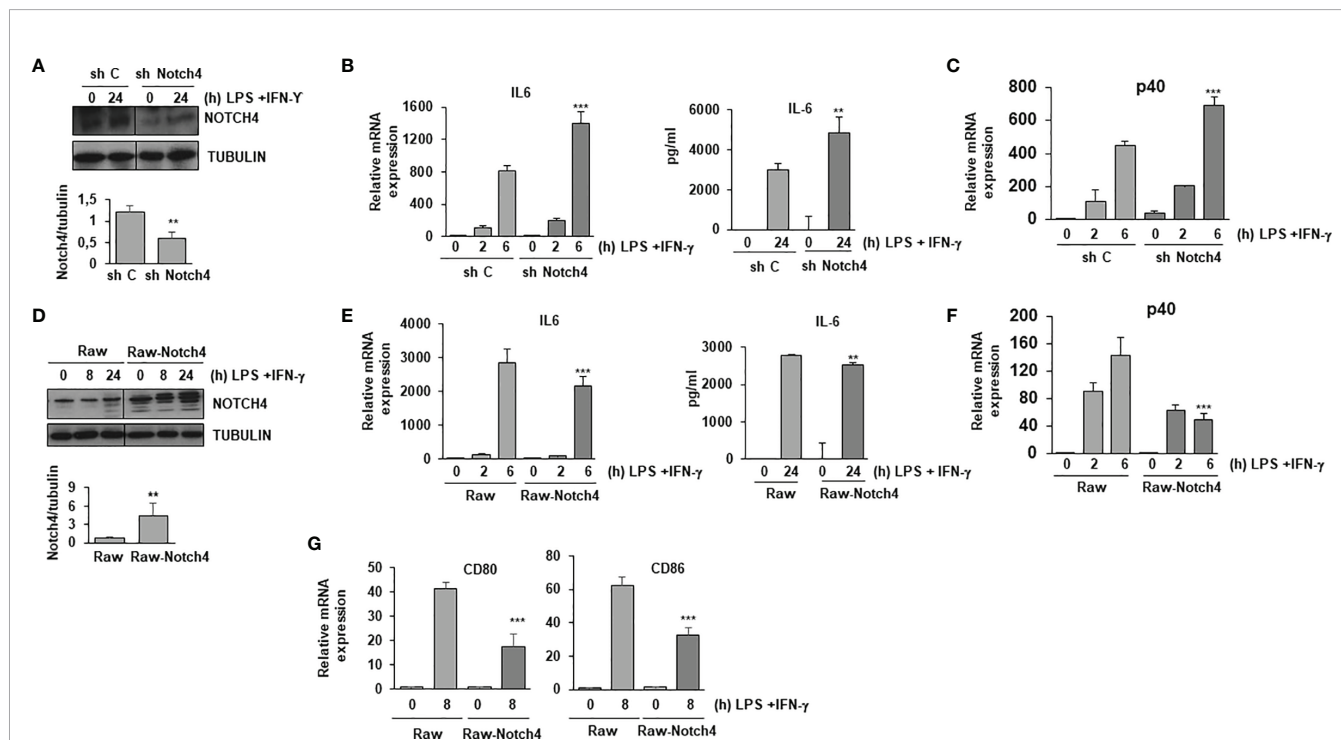 A
sh C sh Notch4
0 24 0 24 (h) LPS +IFN-Y
NOTCH4
TUBULIN
Notch4/tubulin
1,5
1
0,5
0
**
sh C sh Notch4
B
IL6
Relative mRNA
expression
1600
1200
800
400
0
***
0 2 6 0 2 6 (h) LPS +IFN-γ
sh C sh Notch4
IL-6
pg/ml
6000
4000
2000
0
**
0 24 0 24 (h) LPS + IFN-γ
sh C sh Notch4
C
p40
Relative mRNA
expression
800
600
400
200
0
***
0 2 6 0 2 6 (h) LPS +IFN-γ
sh C sh Notch4
D
Raw Raw-Notch4
0 8 24 0 8 24 (h) LPS +IFN-γ
NOTCH4
TUBULIN
Notch4/tubulin
9
6
3
0
**
Raw Raw-Notch4
E
IL6
Relative mRNA
expression
4000
3000
2000
1000
0
***
0 2 6 0 2 6 (h) LPS +IFN-γ
Raw Raw-Notch4
IL-6
pg/ml
3000
2000
1000
0
**
0 24 0 24 (h) LPS + IFN-γ
Raw Raw-Notch4
F
p40
Relative mRNA
expression
160
120
80
40
0
***
0 2 6 0 2 6 (h) LPS +IFN-γ
Raw Raw-Notch4
G
CD80
Relative mRNA
expression
50
40
30
20
10
0
***
0 8 0 8
Raw Raw-Notch4
CD86
80
60
40
20
0
***
0 8 0 8 (h) LPS +IFN-γ
Raw Raw-Notch4